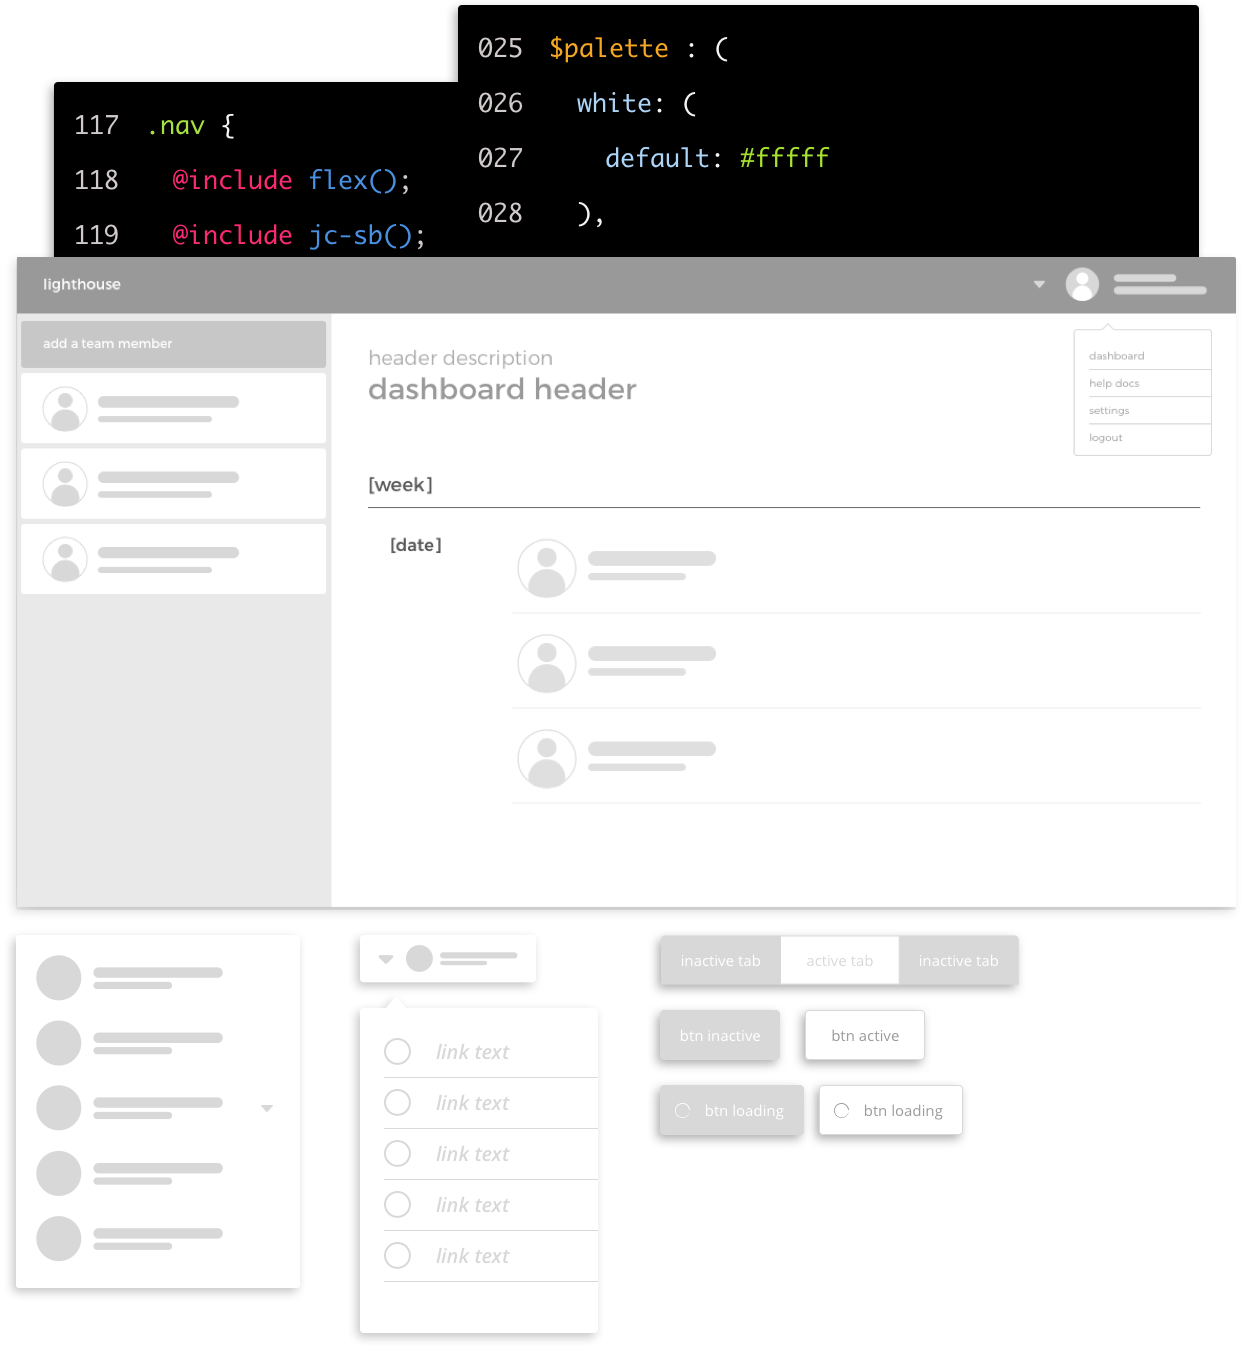 025 $palette : (
026 white: (
027 default: #fffff
028 ),
117 .nav {
118 @include flex();
119 @include jc-sb();
lighthouse
add a team member
header description
dashboard header
dashboard
help docs
settings
logout
[week]
[date]
link text
link text
link text
link text
link text
inactive tab active tab inactive tab
btn inactive btn active
btn loading btn loading